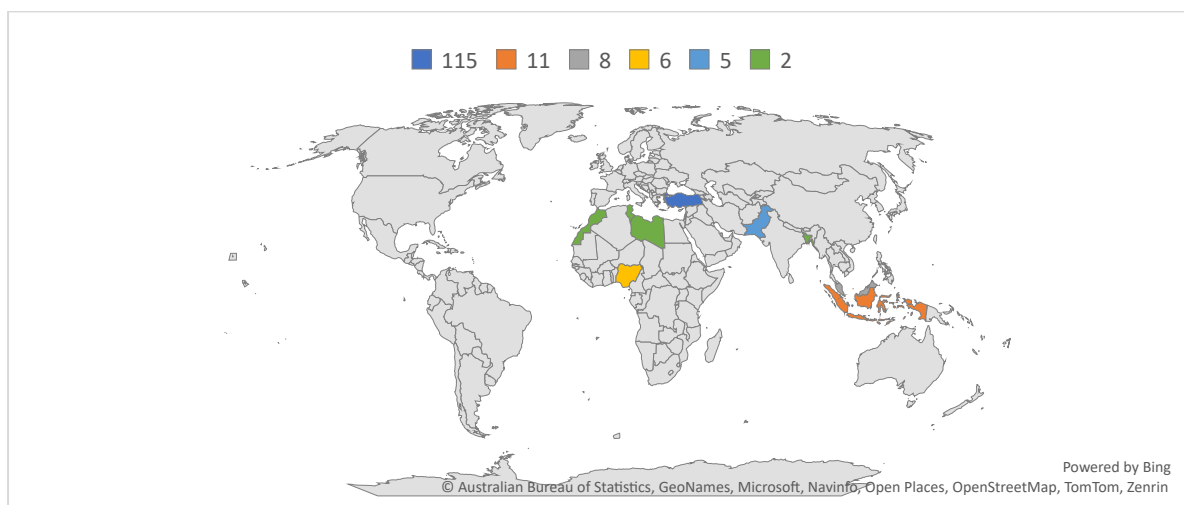 115 11 8 6 5 2
Powered by Bing
© Australian Bureau of Statistics, GeoNames, Microsoft, Navinfo, Open Places, OpenStreetMap, TomTom, Zenrin